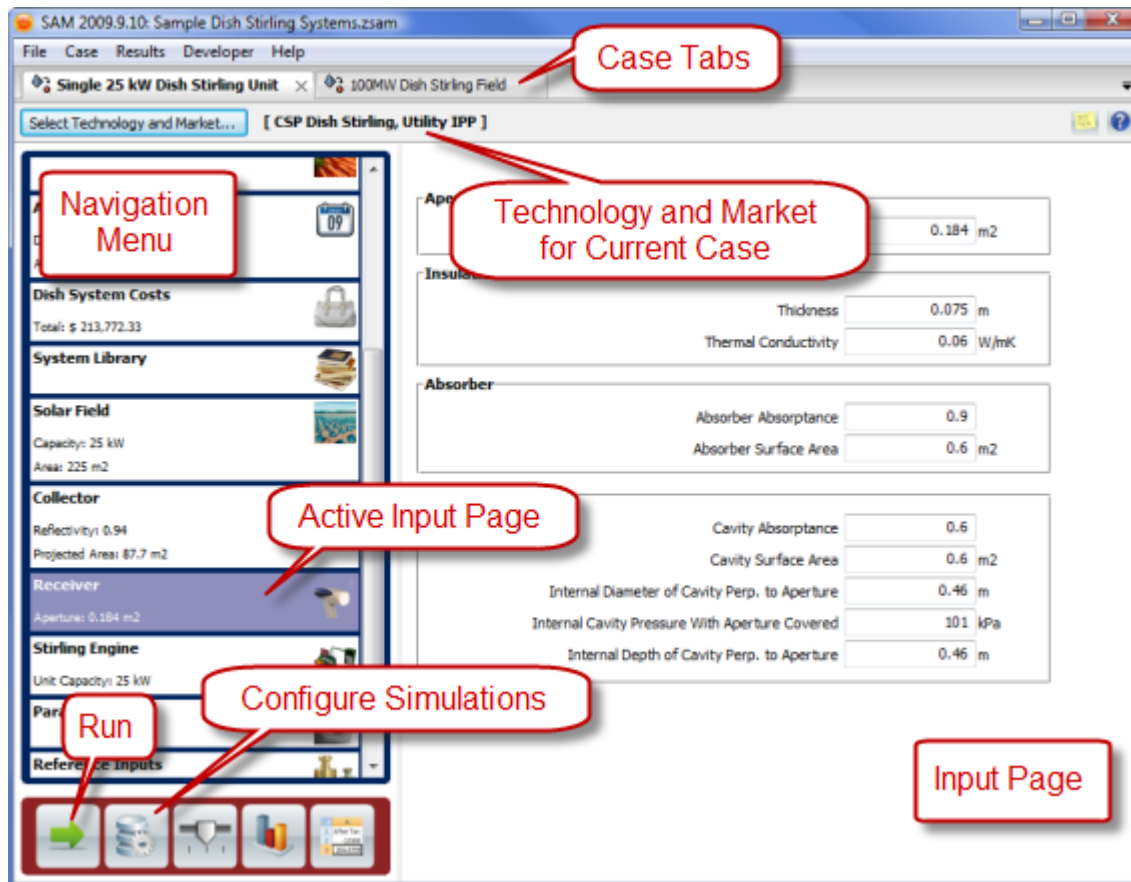 SAM 2009.9.10: Sample Dish Stirling Systems.zsam
File Case Results Developer Help
Case Tabs
Single 25 kW Dish Stirling Unit
100MW Dish Stirling Field
Select Technology and Market...
[ CSP Dish Stirling, Utility IPP ]
Navigation
Menu
09
Dish System Costs
Total: $ 213,772.33
System Library
Solar Field
Capacity: 25 kW
Area: 225 m2
Collector
Reflectivity: 0.94
Projected Area: 87.7 m2
Receiver
Aperture: 0.184 m2
Stirling Engine
Unit Capacity: 25 kW
Reference Inputs
Technology and Market
for Current Case
0.184 m2
Thickness 0.075 m
Thermal Conductivity 0.06 W/mK
Absorber
Absorber Absorptance 0.9
Absorber Surface Area 0.6 m2
Active Input Page
Cavity Absorptance 0.6
Cavity Surface Area 0.6 m2
Internal Diameter of Cavity Perp. to Aperture 0.46 m
Internal Cavity Pressure With Aperture Covered 101 kPa
Internal Depth of Cavity Perp. to Aperture 0.46 m
Configure Simulations
Run
Input Page